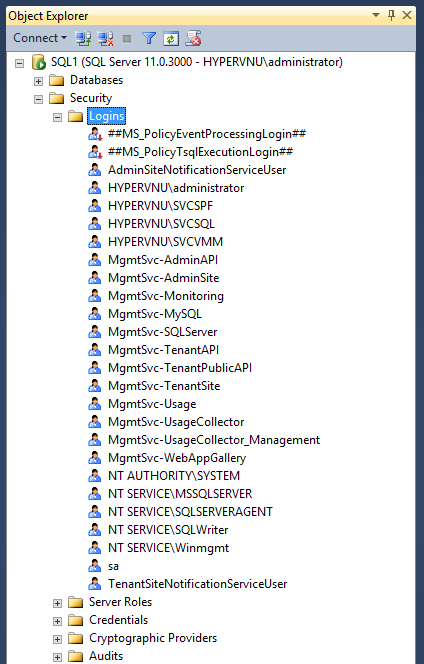 Object Explorer
Connect
SQL1 (SQL Server 11.0.3000 - HYPERVNU\administrator)
Databases
Security
Logins
##MS_PolicyEventProcessingLogin##
##MS_PolicyTsqlExecutionLogin##
AdminSiteNotificationServiceUser
HYPERVNU\administrator
HYPERVNU\SVCSPF
HYPERVNU\SVCSQL
HYPERVNU\SVCVMM
MgmtSvc-AdminAPI
MgmtSvc-AdminSite
MgmtSvc-Monitoring
MgmtSvc-MySQL
MgmtSvc-SQLServer
MgmtSvc-TenantAPI
MgmtSvc-TenantPublicAPI
MgmtSvc-TenantSite
MgmtSvc-Usage
MgmtSvc-UsageCollector
MgmtSvc-UsageCollector_Management
MgmtSvc-WebAppGallery
NT AUTHORITY\SYSTEM
NT SERVICE\MSSQLSERVER
NT SERVICE\SQLSERVERAGENT
NT SERVICE\SQLWriter
NT SERVICE\Winmgmt
sa
TenantSiteNotificationServiceUser
Server Roles
Credentials
Cryptographic Providers
Audits